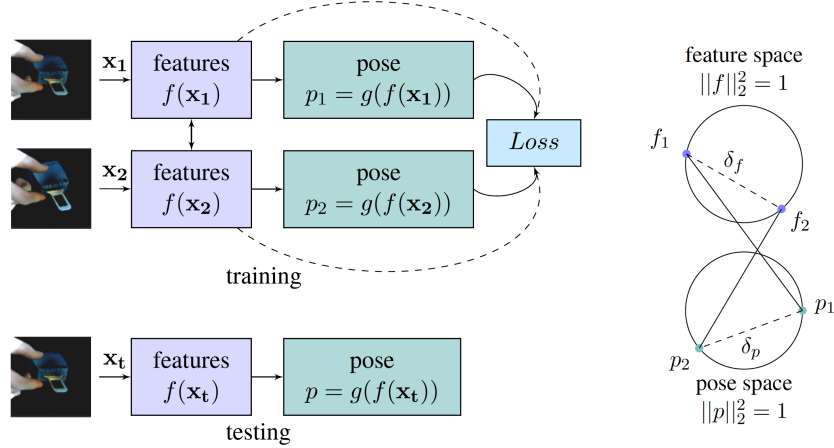 x₁
features
f(x₁)
pose
p₁ = g(f(x₁))
Loss
x₂
features
f(x₂)
pose
p₂ = g(f(x₂))
training
xₜ
features
f(xₜ)
pose
p = g(f(xₜ))
testing
feature space
||f||₂² = 1
f₁
δ_f
f₂
p₁
p₂
δₚ
pose space
||p||₂² = 1